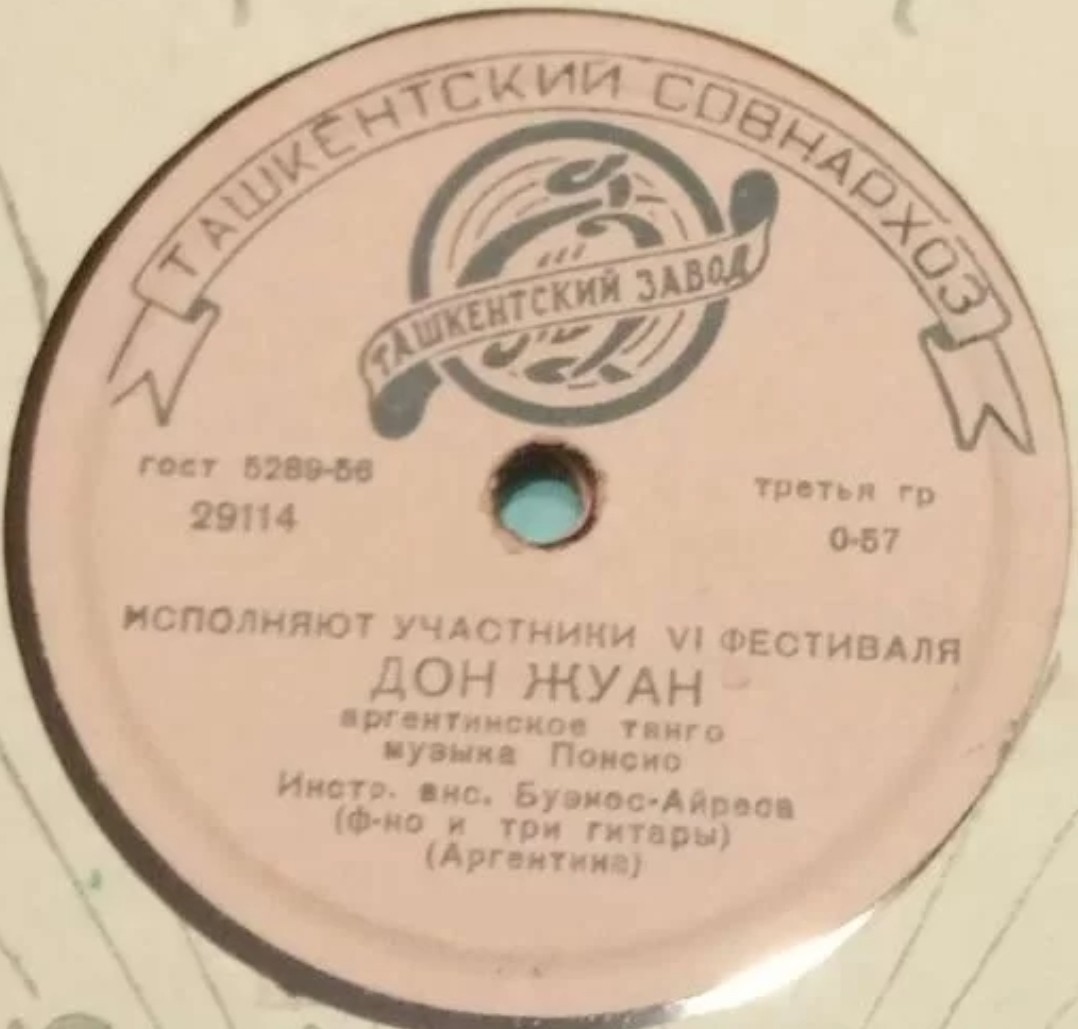 ТАШКЕНТСКИЙ СОВНАРХОЗ
ТАШКЕНТСКИЙ ЗАВОД
гост 5289-56
29114
третья гр
0-57
ИСПОЛНЯЮТ УЧАСТНИКИ VI ФЕСТИВАЛЯ
ДОН ЖУАН
аргентинское танго
музыка Понсио
Инстр. анс. Буэнос-Айреса
(ф-но и три гитары)
(Аргентина)